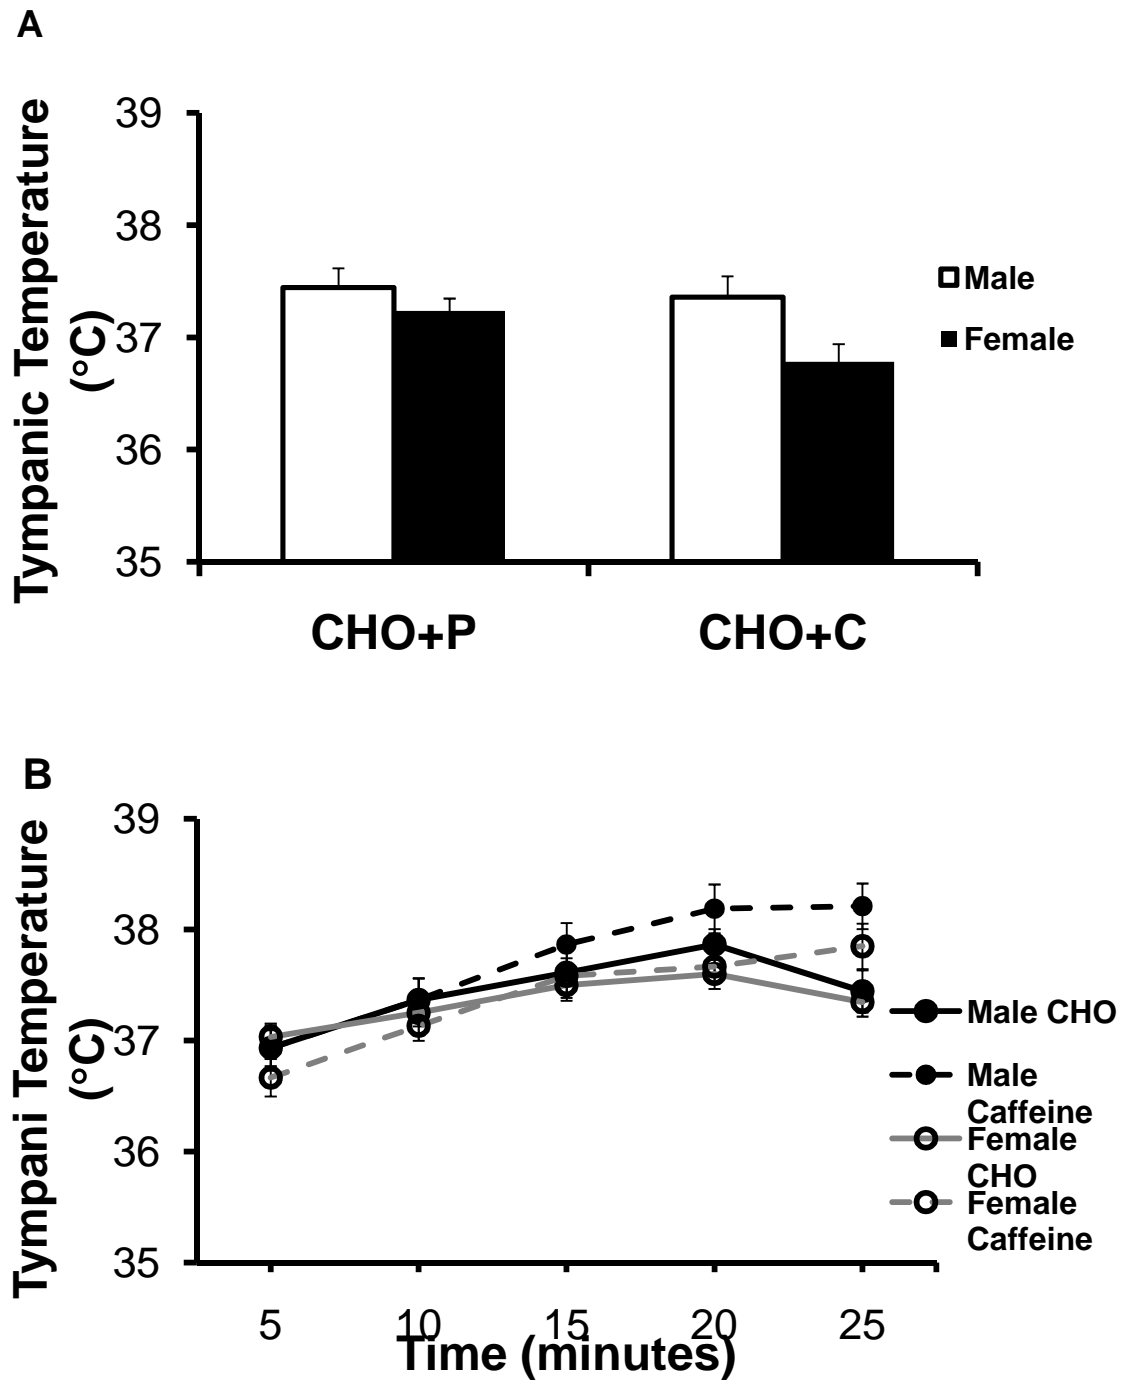 A
Tympanic Temperature
(°C)
39
38
37
36
35
CHO+P CHO+C
Male
Female
B
Tympani Temperature
(°C)
39
38
37
36
35
5 10 15 20 25
Time (minutes)
Male CHO
Male
Caffeine
Female
CHO
Female
Caffeine